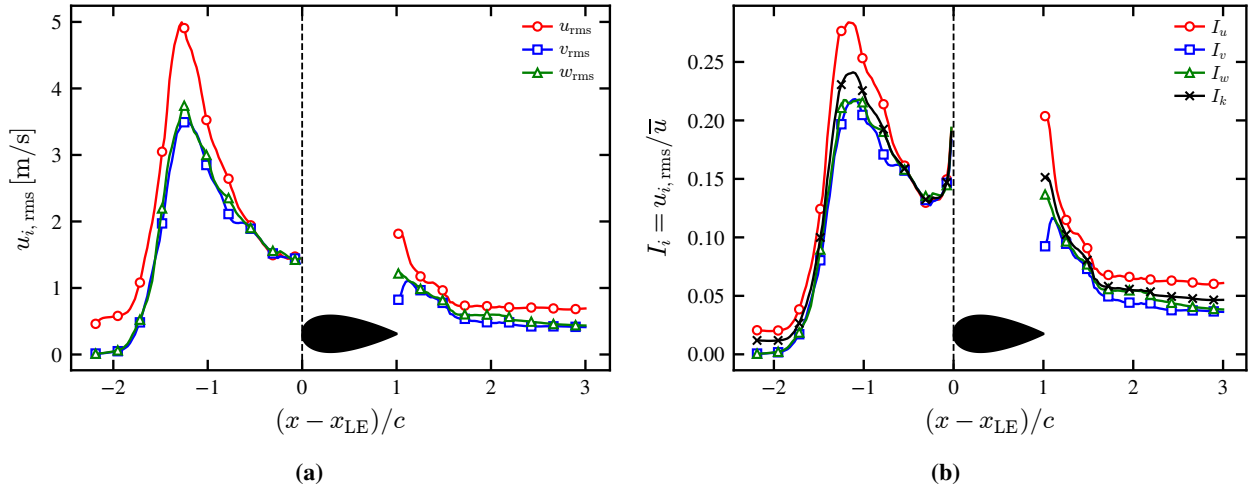 5
4
3
2
1
0
u_{i, rms} [m/s]
u_rms
v_rms
w_rms
−2 −1 0 1 2 3
(x − x_LE)/c
(a)
0.25
0.20
0.15
0.10
0.05
0.00
I_i = u_{i, rms}/\overline{u}
I_u
I_v
I_w
I_k
−2 −1 0 1 2 3
(x − x_LE)/c
(b)